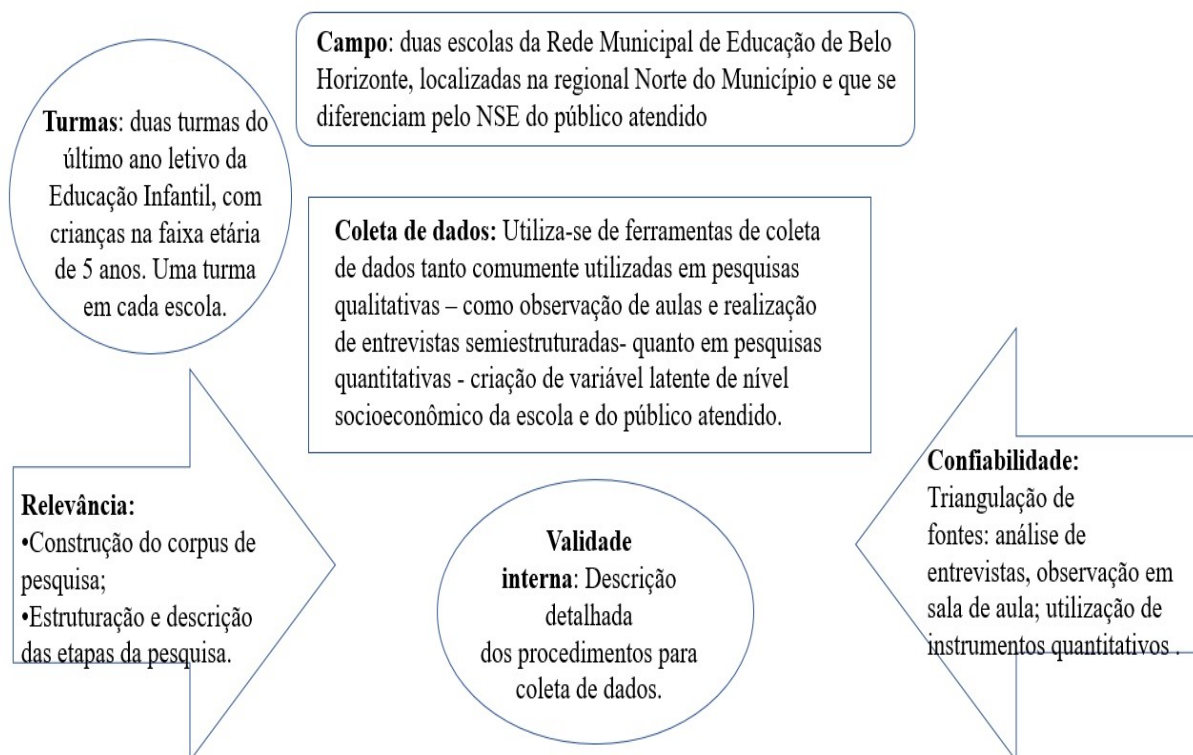 Campo: duas escolas da Rede Municipal de Educação de Belo
Horizonte, localizadas na regional Norte do Município e que se
diferenciam pelo NSE do público atendido
Turmas: duas turmas do
último ano letivo da
Educação Infantil, com
crianças na faixa etária
de 5 anos. Uma turma
em cada escola.
Coleta de dados: Utiliza-se de ferramentas de coleta
de dados tanto comumente utilizadas em pesquisas
qualitativas – como observação de aulas e realização
de entrevistas semiestruturadas- quanto em pesquisas
quantitativas - criação de variável latente de nível
socioeconômico da escola e do público atendido.
Relevância:
•Construção do corpus de
pesquisa;
•Estruturação e descrição
das etapas da pesquisa.
Validade
interna: Descrição
detalhada
dos procedimentos para
coleta de dados.
Confiabilidade:
Triangulação de
fontes: análise de
entrevistas, observação em
sala de aula; utilização de
instrumentos quantitativos .